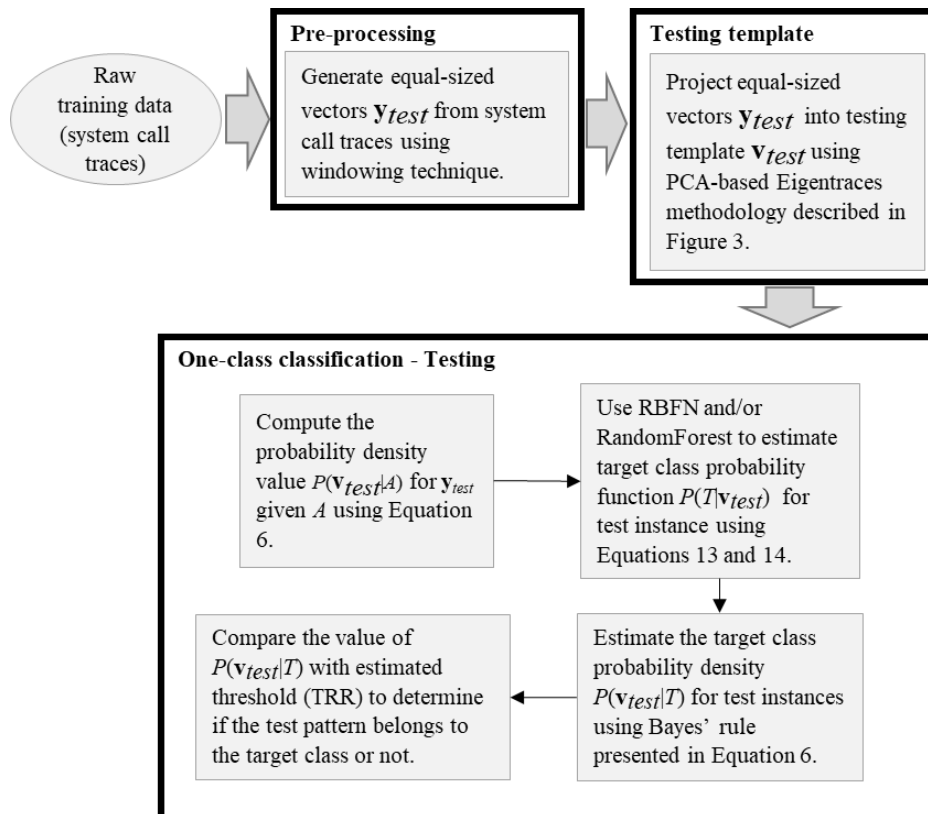 Raw
training data
(system call
traces)
Pre-processing
Generate equal-sized
vectors y_test from system
call traces using
windowing technique.
Testing template
Project equal-sized
vectors y_test into testing
template v_test using
PCA-based Eigentraces
methodology described in
Figure 3.
One-class classification - Testing
Compute the
probability density
value P(v_test|A) for y_test
given A using Equation
6.
Use RBFN and/or
RandomForest to estimate
target class probability
function P(T|v_test) for
test instance using
Equations 13 and 14.
Estimate the target class
probability density
P(v_test|T) for test instances
using Bayes’ rule
presented in Equation 6.
Compare the value of
P(v_test|T) with estimated
threshold (TRR) to determine
if the test pattern belongs to
the target class or not.